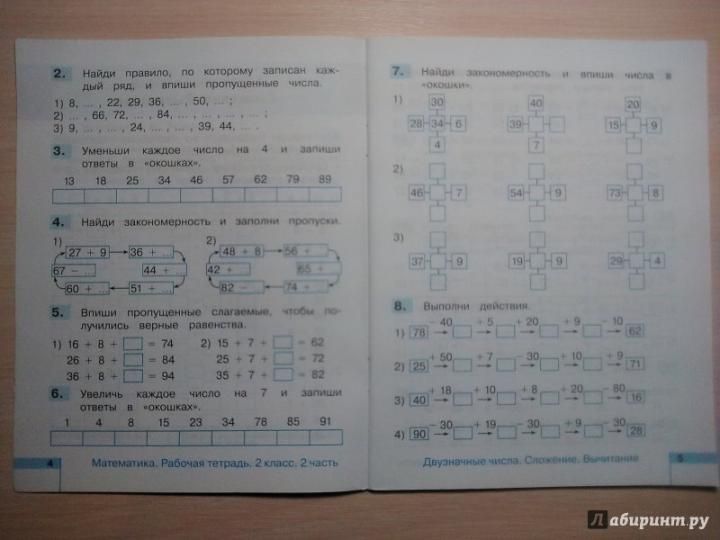 2. Найди правило, по которому записан каж-
дый ряд, и впиши пропущенные числа.
1) 8, ... , 22, 29, 36, ... , 50, ... ;
2) ... , 66, 72, ... , 84, ... , ... , ... , ... ;
3) 9, ... , ... , 24, ... , ... , 39, 44, ... .
3. Уменьши каждое число на 4 и запиши
ответы в «окошках».
13 18 25 34 46 57 62 79 89
4. Найди закономерность и заполни пропуски.
1) 2)
27 + 9 36 + ... 48 + 8 56 + ...
67 – ... 44 + ... 42 + ... 65 + ...
60 + ... 51 + ... 82 – ... 74 + ...
5. Впиши пропущенные слагаемые, чтобы по-
лучились верные равенства.
1) 16 + 8 + = 74 2) 15 + 7 + = 62
26 + 8 + = 84 25 + 7 + = 72
36 + 8 + = 94 35 + 7 + = 82
6. Увеличь каждое число на 7 и запиши
ответы в «окошках».
1 4 8 15 23 34 78 85 91
4 Математика. Рабочая тетрадь. 2 класс. 2 часть
7. Найди закономерность и впиши числа в
«окошки».
1) 30 40 20
28 34 6 39 15 9
4 7
2)
46 7 54 9 73 8
3)
37 9 19 9 29 4
8. Выполни действия.
– 40 + 5 + 20 + 9 – 10
1) 78 62
+ 50 + 7 – 30 + 10 + 9
2) 25 71
+ 18 + 10 + 8 – 20 – 80
3) 40 16
– 30 + 19 – 30 + 9 – 30
4) 90 28
Двузначные числа. Сложение. Вычитание 5
Лабиринт.ру